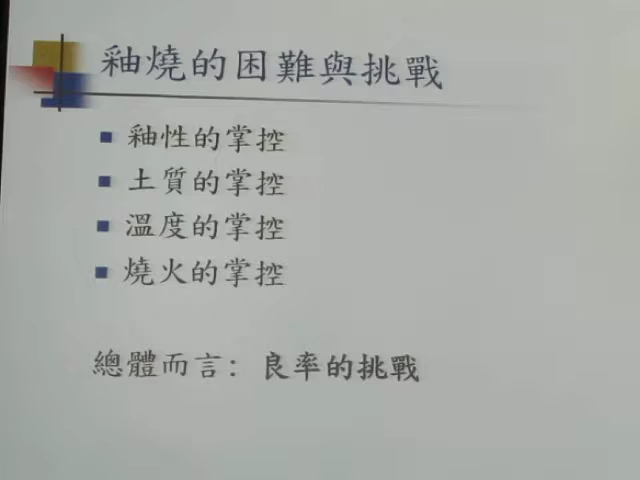 釉燒的困難與挑戰
釉性的掌控
土質的掌控
溫度的掌控
燒火的掌控
總體而言：良率的挑戰